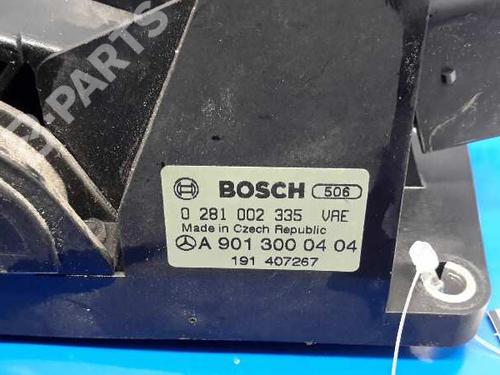 B-PARTS
BOSCH 506
0 281 002 335 VAE
Made in Czech Republic
A 901 300 04 04
191 407267